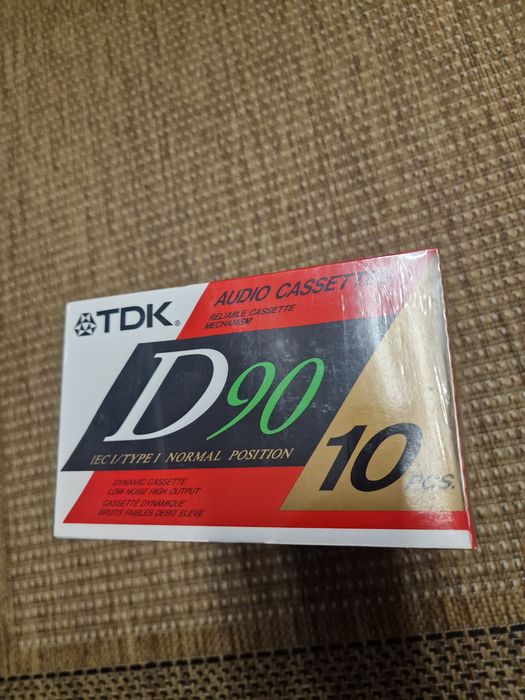 TDK®
AUDIO CASSETTE
RELIABLE CASSETTE
MECHANISM
D90
IEC I/TYPE I NORMAL POSITION
10 PCS.
DYNAMIC CASSETTE
LOW NOISE HIGH OUTPUT
CASSETTE DYNAMIQUE
BRUITS FAIBLES DEBIT ELEVE